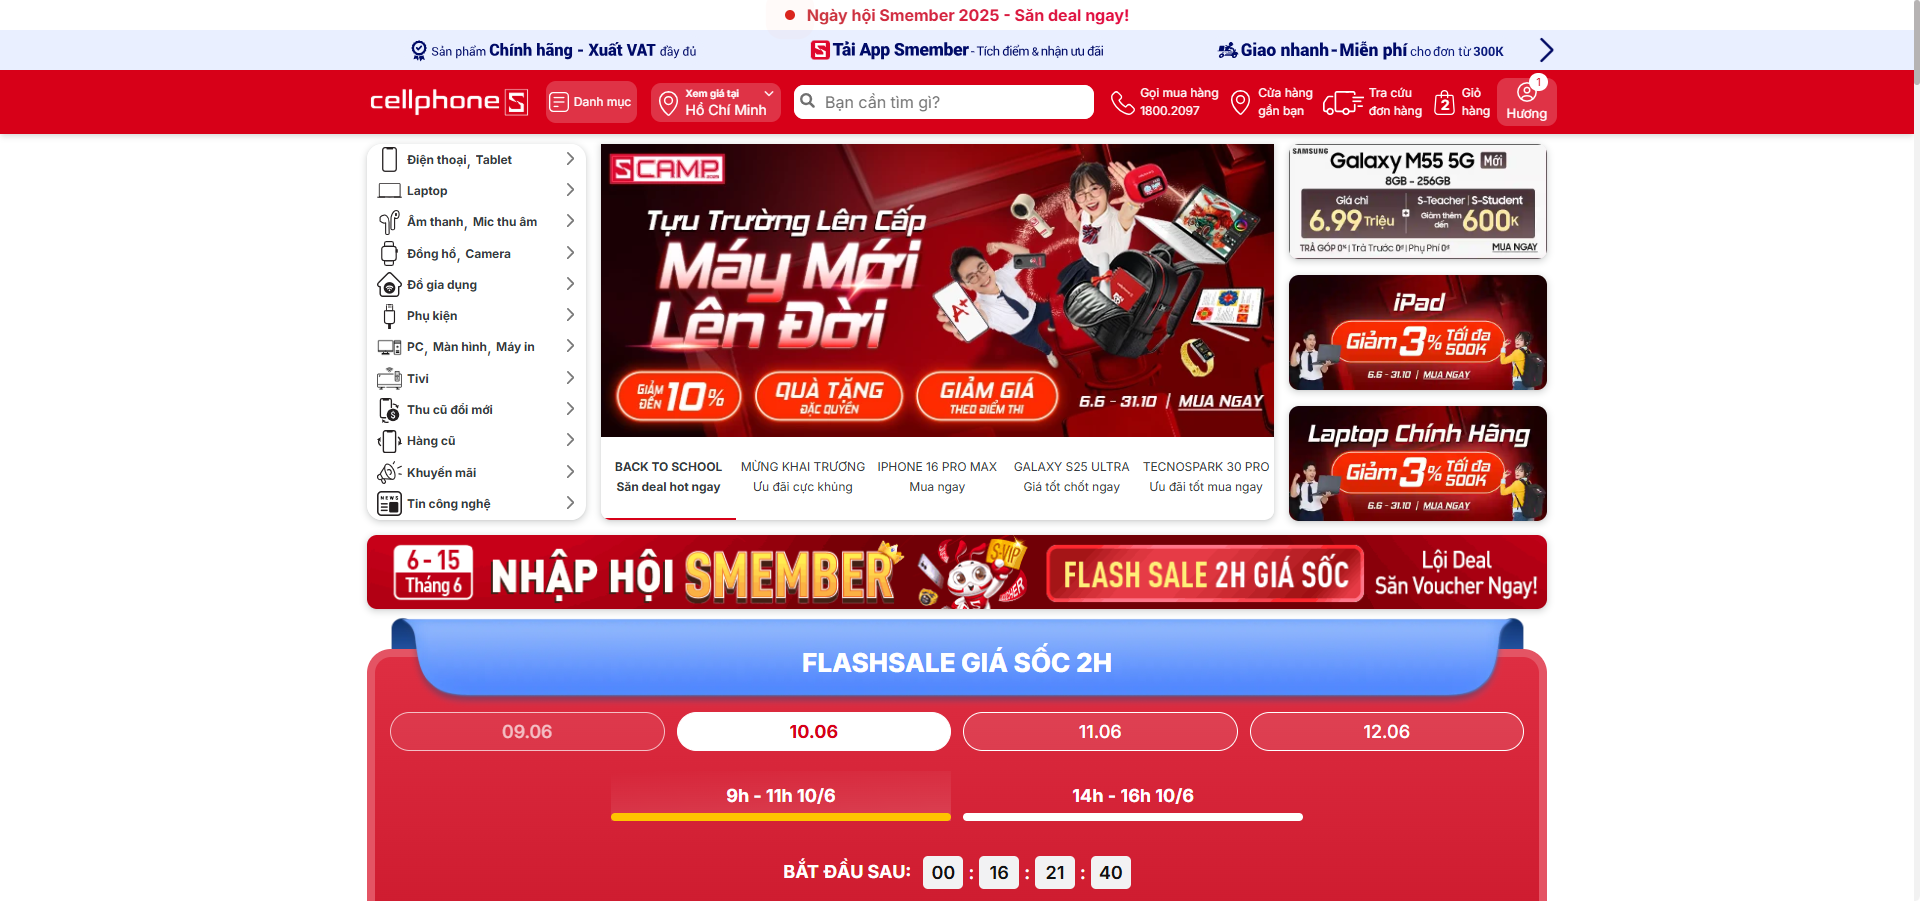 Ngày hội Smember 2025 - Săn deal ngay!
Sản phẩm Chính hãng - Xuất VAT đầy đủ
Tải App Smember - Tích điểm & nhận ưu đãi
Giao nhanh - Miễn phí cho đơn từ 300K
cellphoneS
Danh mục
Xem giá tại
Hồ Chí Minh
Bạn cần tìm gì?
Gọi mua hàng
1800.2097
Cửa hàng
gần bạn
Tra cứu
đơn hàng
2
Giỏ
hàng
1
Hương
Điện thoại, Tablet
Laptop
Âm thanh, Mic thu âm
Đồng hồ, Camera
Đồ gia dụng
Phụ kiện
PC, Màn hình, Máy in
Tivi
Thu cũ đổi mới
Hàng cũ
Khuyến mãi
Tin công nghệ
S CAMP
Tựu Trường Lên Cấp
Máy Mới
Lên Đời
A+
GIẢM ĐẾN 10%
QUÀ TẶNG
ĐẶC QUYỀN
GIẢM GIÁ
THEO ĐIỂM THI
6.6 - 31.10 | MUA NGAY
BACK TO SCHOOL
Săn deal hot ngay
MỪNG KHAI TRƯƠNG
Ưu đãi cực khủng
IPHONE 16 PRO MAX
Mua ngay
GALAXY S25 ULTRA
Giá tốt chốt ngay
TECNOSPARK 30 PRO
Ưu đãi tốt mua ngay
SAMSUNG
Galaxy M55 5G Mới
8GB - 256GB
Giá chỉ
6.99 Triệu
S-Teacher | S-Student
Giảm thêm đến 600K
TRẢ GÓP 0% | Trả Trước 0đ | Phụ Phí 0đ
MUA NGAY
iPad
Giảm 3% Tối đa 500K
6.6 - 31.10 | MUA NGAY
Laptop Chính Hãng
Giảm 3% Tối đa 500K
6.6 - 31.10 | MUA NGAY
6 - 15
Tháng 6
NHẬP HỘI SMEMBER
S-VIP
VOUCHER
FLASH SALE 2H GIÁ SỐC
Lội Deal
Săn Voucher Ngay!
FLASHSALE GIÁ SỐC 2H
09.06
10.06
11.06
12.06
9h - 11h 10/6
14h - 16h 10/6
BẮT ĐẦU SAU: 00 : 16 : 21 : 40